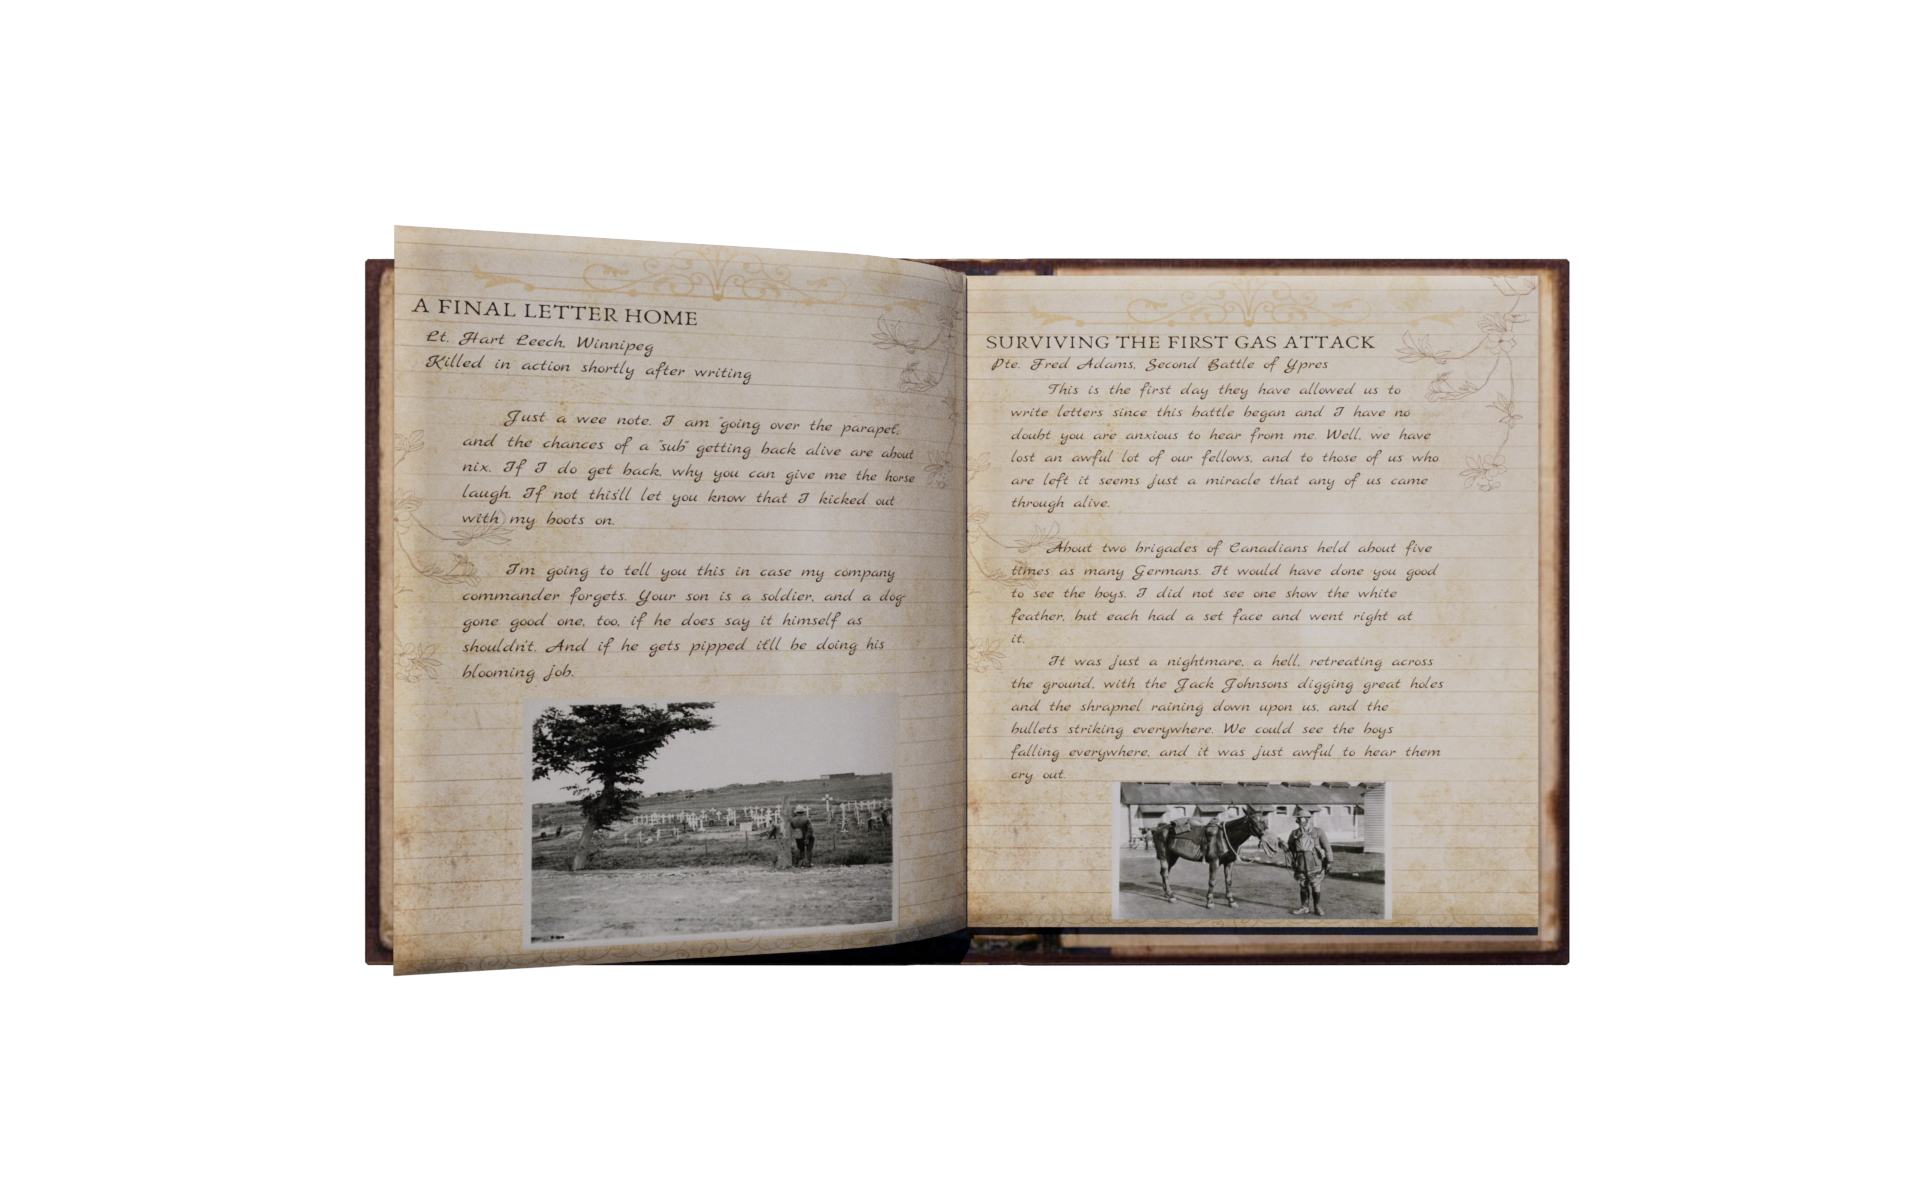 A FINAL LETTER HOME
Lt. Hart Leech, Winnipeg
Killed in action shortly after writing
Just a wee note. I am "going over the parapet,
and the chances of a "sub" getting back alive are about
nix. If I do get back, why you can give me the horse
laugh. If not this'll let you know that I kicked out
with my boots on.
I'm going to tell you this in case my company
commander forgets. Your son is a soldier, and a dog-
gone good one, too, if he does say it himself as
shouldn't. And if he gets pipped it'll be doing his
blooming job.
SURVIVING THE FIRST GAS ATTACK
Pte. Fred Adams, Second Battle of Ypres
This is the first day they have allowed us to
write letters since this battle began and I have no
doubt you are anxious to hear from me. Well, we have
lost an awful lot of our fellows, and to those of us who
are left it seems just a miracle that any of us came
through alive.
About two brigades of Canadians held about five
times as many Germans. It would have done you good
to see the boys. I did not see one show the white
feather, but each had a set face and went right at
it.
It was just a nightmare, a hell, retreating across
the ground, with the Jack Johnsons digging great holes
and the shrapnel raining down upon us, and the
bullets striking everywhere. We could see the boys
falling everywhere, and it was just awful to hear them
cry out.